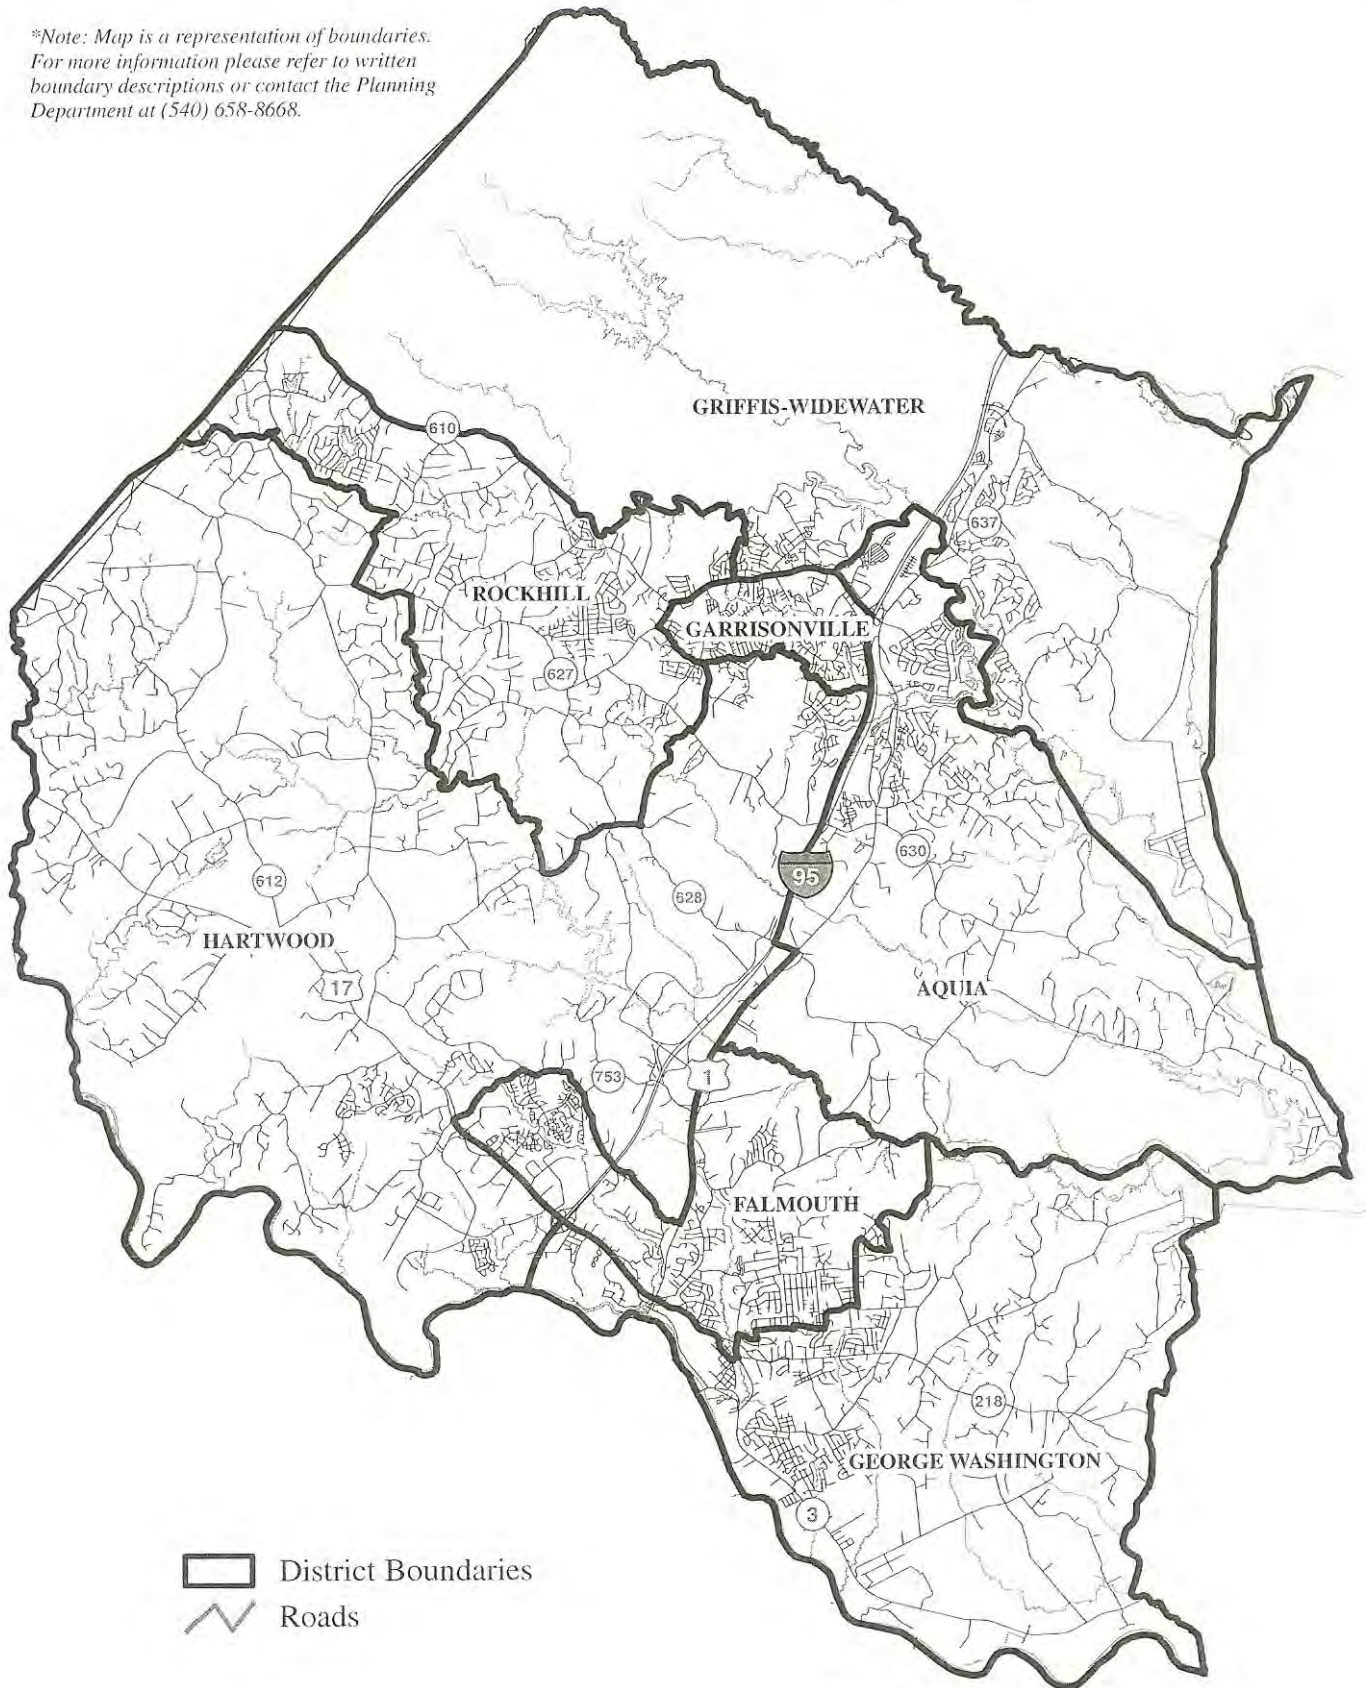 *Note: Map is a representation of boundaries.
For more information please refer to written
boundary descriptions or contact the Planning
Department at (540) 658-8668.
GRIFFIS-WIDEWATER
610
637
ROCKHILL
GARRISONVILLE
627
630
95
612
628
HARTWOOD
17
AQUIA
753
1
FALMOUTH
218
GEORGE WASHINGTON
3
District Boundaries
Roads